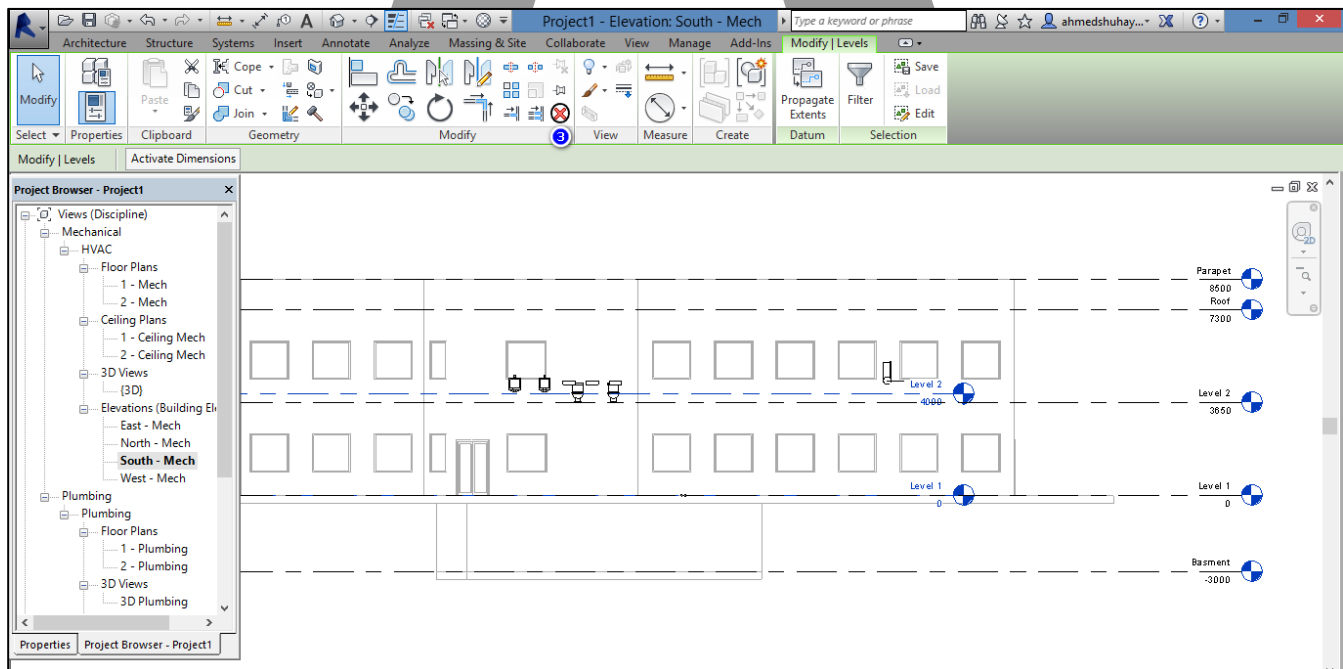 Project1 - Elevation: South - Mech
Type a keyword or phrase
ahmedshuhay...
Architecture Structure Systems Insert Annotate Analyze Massing & Site Collaborate View Manage Add-Ins Modify | Levels
Modify
Paste
Cope
Cut
Join
Propagate Extents
Filter
Save
Load
Edit
Select Properties Clipboard Geometry Modify 3 View Measure Create Datum Selection
Modify | Levels Activate Dimensions
Project Browser - Project1
Views (Discipline)
Mechanical
HVAC
Floor Plans
1 - Mech
2 - Mech
Ceiling Plans
1 - Ceiling Mech
2 - Ceiling Mech
3D Views
{3D}
Elevations (Building El
East - Mech
North - Mech
South - Mech
West - Mech
Plumbing
Plumbing
Floor Plans
1 - Plumbing
2 - Plumbing
3D Views
3D Plumbing
Properties Project Browser - Project1
2D
Parapet
8500
Roof
7300
Level 2
4000
Level 2
3650
Level 1
0
Level 1
0
Basment
-3000